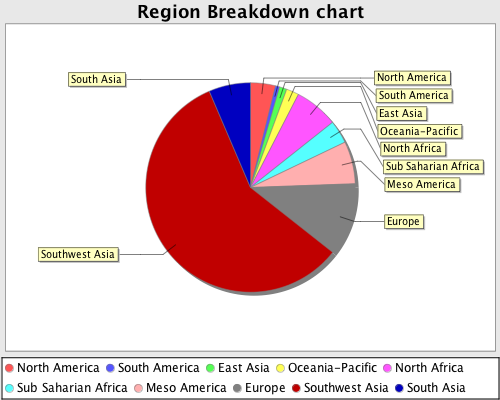 Region Breakdown chart
South Asia
North America
South America
East Asia
Oceania-Pacific
North Africa
Sub Saharian Africa
Meso America
Europe
Southwest Asia
North America South America East Asia Oceania-Pacific North Africa
Sub Saharian Africa Meso America Europe Southwest Asia South Asia